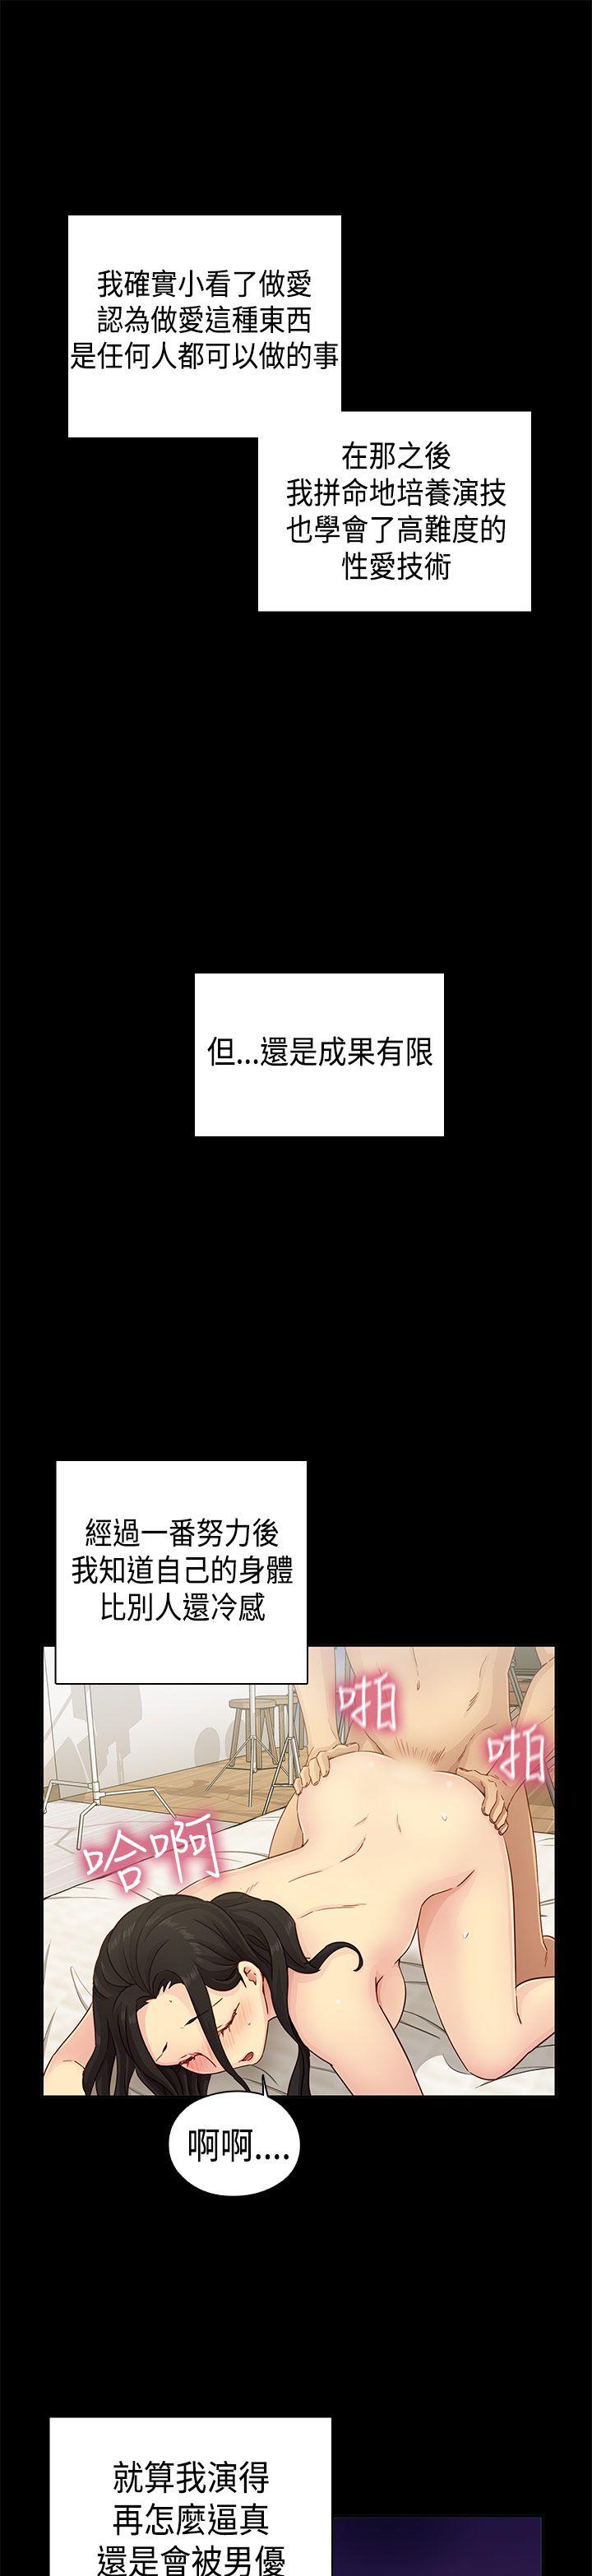 我確實小看了做愛
認為做愛這種東西
是任何人都可以做的事
在那之後
我拼命地培養演技
也學會了高難度的
性愛技術
但...還是成果有限
經過一番努力後
我知道自己的身體
比別人還冷感
啪
啪
哈啊
啊啊....
就算我演得
再怎麼逼真
還是會被男優